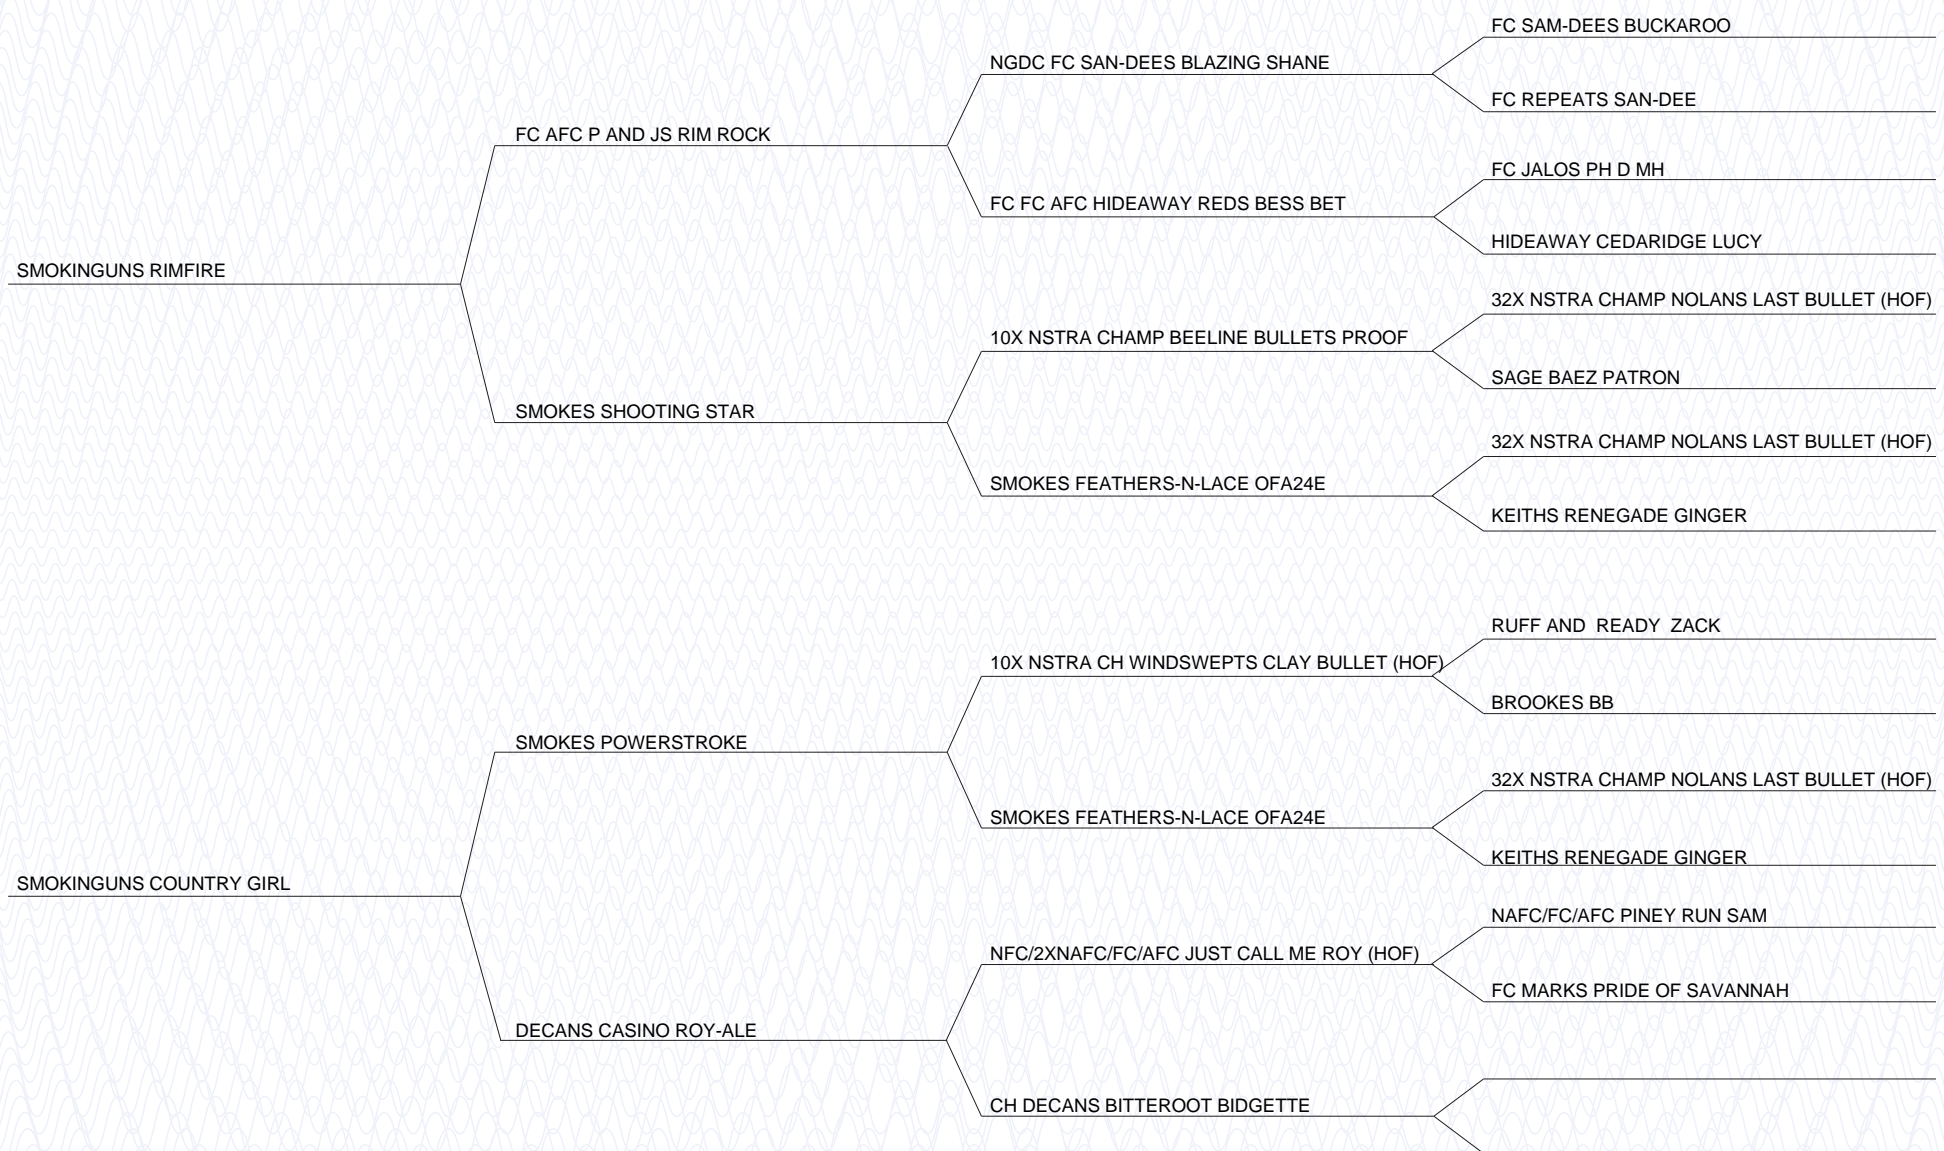 FC SAM-DEES BUCKAROO
NGDC FC SAN-DEES BLAZING SHANE
FC REPEATS SAN-DEE
FC AFC P AND JS RIM ROCK
FC JALOS PH D MH
FC FC AFC HIDEAWAY REDS BESS BET
HIDEAWAY CEDARIDGE LUCY
SMOKINGUNS RIMFIRE
32X NSTRA CHAMP NOLANS LAST BULLET (HOF)
10X NSTRA CHAMP BEELINE BULLETS PROOF
SAGE BAEZ PATRON
SMOKES SHOOTING STAR
32X NSTRA CHAMP NOLANS LAST BULLET (HOF)
SMOKES FEATHERS-N-LACE OFA24E
KEITHS RENEGADE GINGER
RUFF AND  READY  ZACK
10X NSTRA CH WINDSWEPTS CLAY BULLET (HOF)
BROOKES BB
SMOKES POWERSTROKE
32X NSTRA CHAMP NOLANS LAST BULLET (HOF)
SMOKES FEATHERS-N-LACE OFA24E
KEITHS RENEGADE GINGER
SMOKINGUNS COUNTRY GIRL
NAFC/FC/AFC PINEY RUN SAM
NFC/2XNAFC/FC/AFC JUST CALL ME ROY (HOF)
FC MARKS PRIDE OF SAVANNAH
DECANS CASINO ROY-ALE
CH DECANS BITTEROOT BIDGETTE